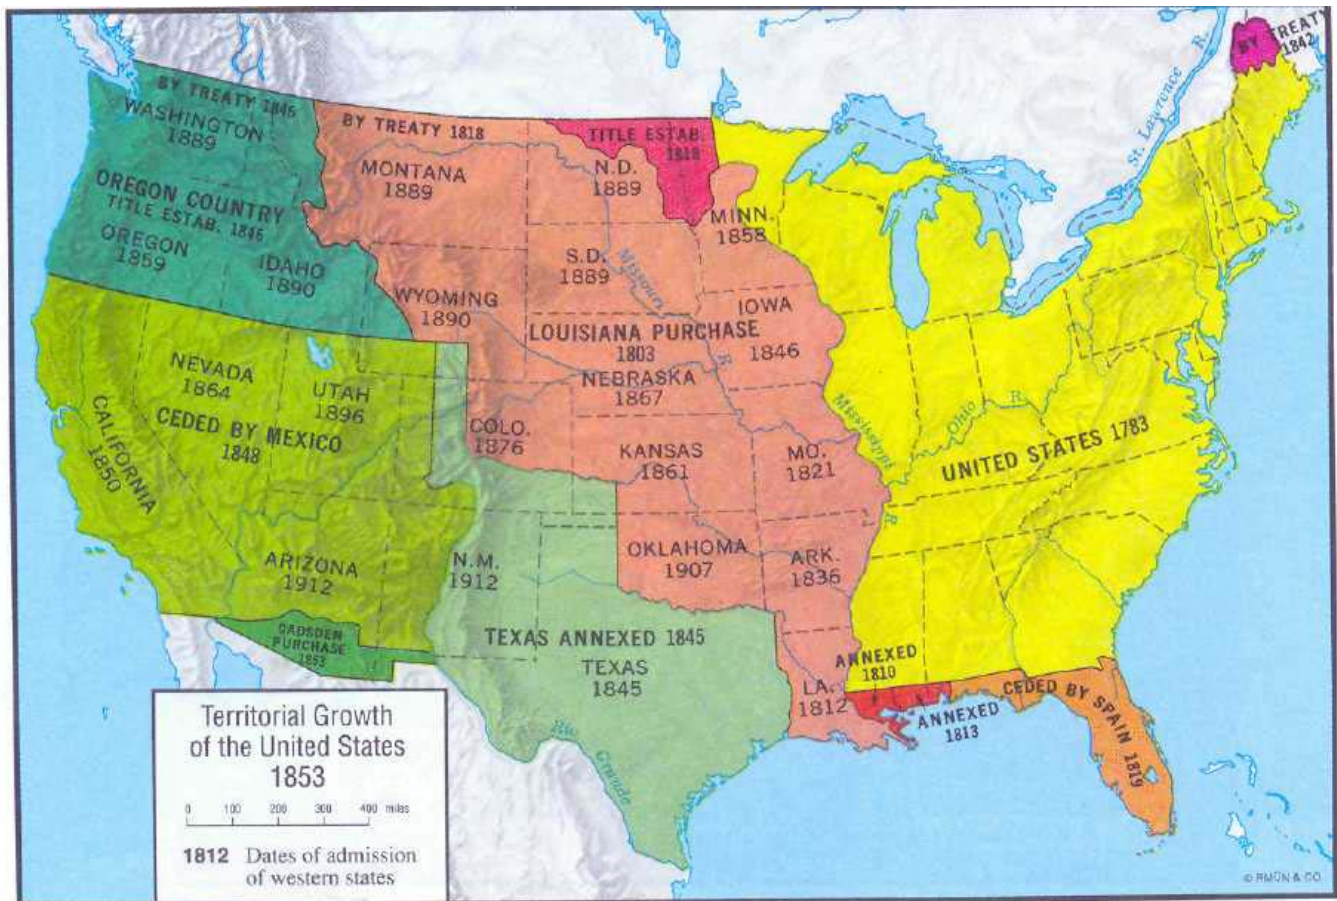 BY TREATY
1842
BY TREATY 1846
WASHINGTON
1889
OREGON COUNTRY
TITLE ESTAB. 1846
OREGON
1859
IDAHO
1890
BY TREATY 1818
MONTANA
1889
TITLE ESTAB.
1818
N.D.
1889
MINN.
1858
S.D.
1889
Missouri
R.
WYOMING
1890
IOWA
1846
LOUISIANA PURCHASE
1803
NEBRASKA
1867
COLO.
1876
KANSAS
1861
MO.
1821
OKLAHOMA
1907
ARK.
1836
LA.
1812
St. Lawrence R.
Mississippi
R.
Ohio R.
UNITED STATES 1783
NEVADA
1864
UTAH
1896
CEDED BY MEXICO
1848
CALIFORNIA
1850
ARIZONA
1912
N.M.
1912
GADSDEN
PURCHASE
1853
TEXAS ANNEXED 1845
TEXAS
1845
Rio Grande
ANNEXED
1810
ANNEXED
1813
CEDED BY SPAIN 1819
Territorial Growth
of the United States
1853
0 100 200 300 400 miles
1812 Dates of admission
of western states